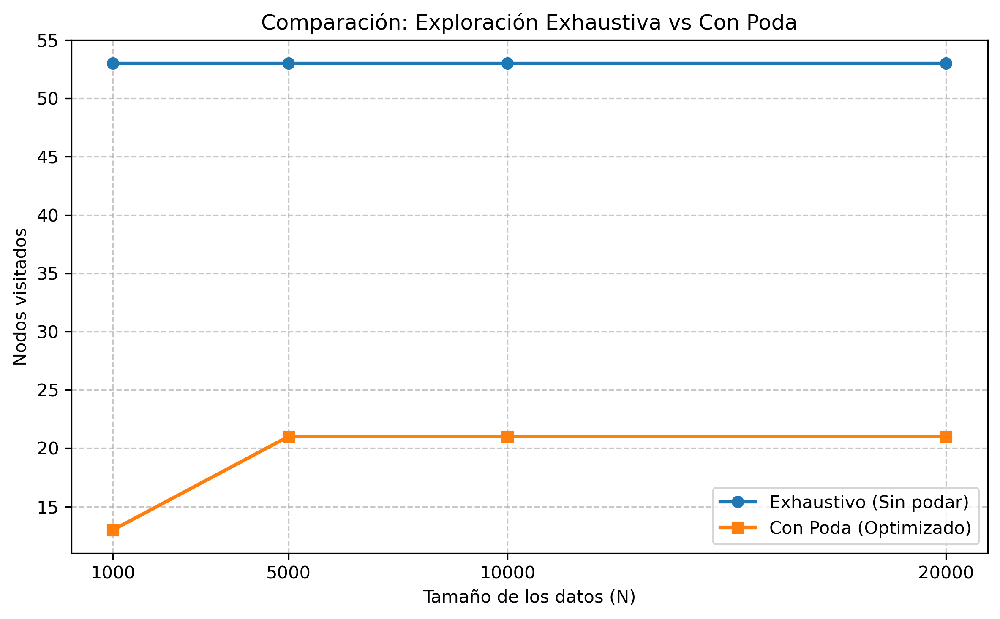 Comparación: Exploración Exhaustiva vs Con Poda
55
50
45
40
35
30
25
20
15
Nodos visitados
Exhaustivo (Sin podar)
Con Poda (Optimizado)
1000 5000 10000 20000
Tamaño de los datos (N)